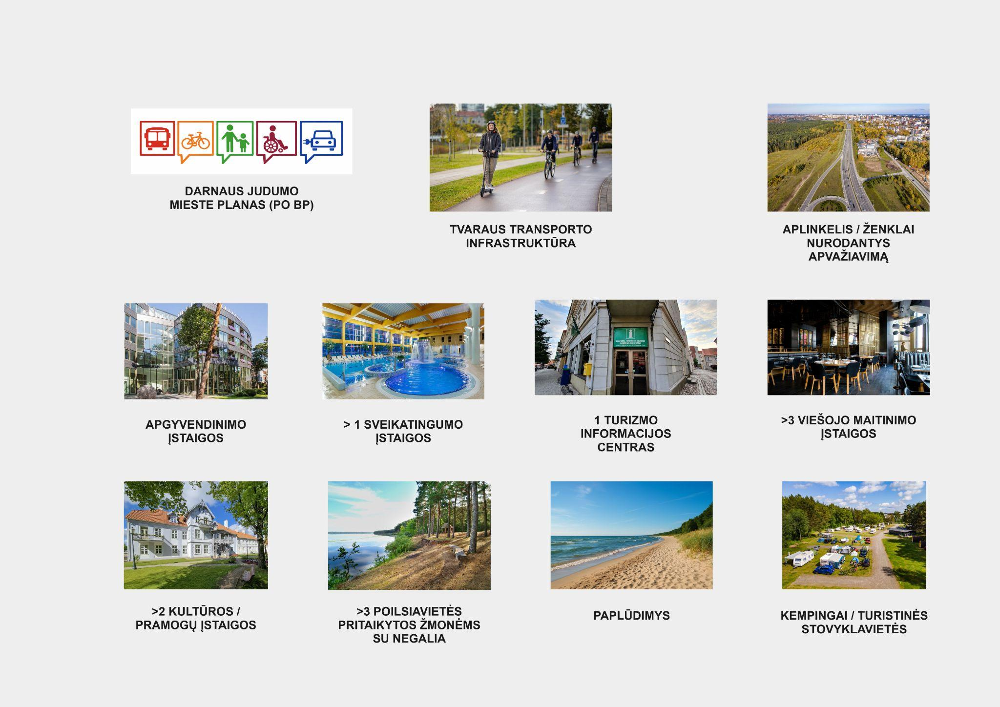 DARNAUS JUDUMO
MIESTE PLANAS (PO BP)
TVARAUS TRANSPORTO
INFRASTRUKTŪRA
APLINKELIS / ŽENKLAI
NURODANTYS
APVAŽIAVIMĄ
APGYVENDINIMO
ĮSTAIGOS
> 1 SVEIKATINGUMO
ĮSTAIGOS
1 TURIZMO
INFORMACIJOS
CENTRAS
>3 VIEŠOJO MAITINIMO
ĮSTAIGOS
>2 KULTŪROS /
PRAMOGŲ ĮSTAIGOS
>3 POILSIAVIETĖS
PRITAIKYTOS ŽMONĖMS
SU NEGALIA
PAPLŪDIMYS
KEMPINGAI / TURISTINĖS
STOVYKLAVIETĖS